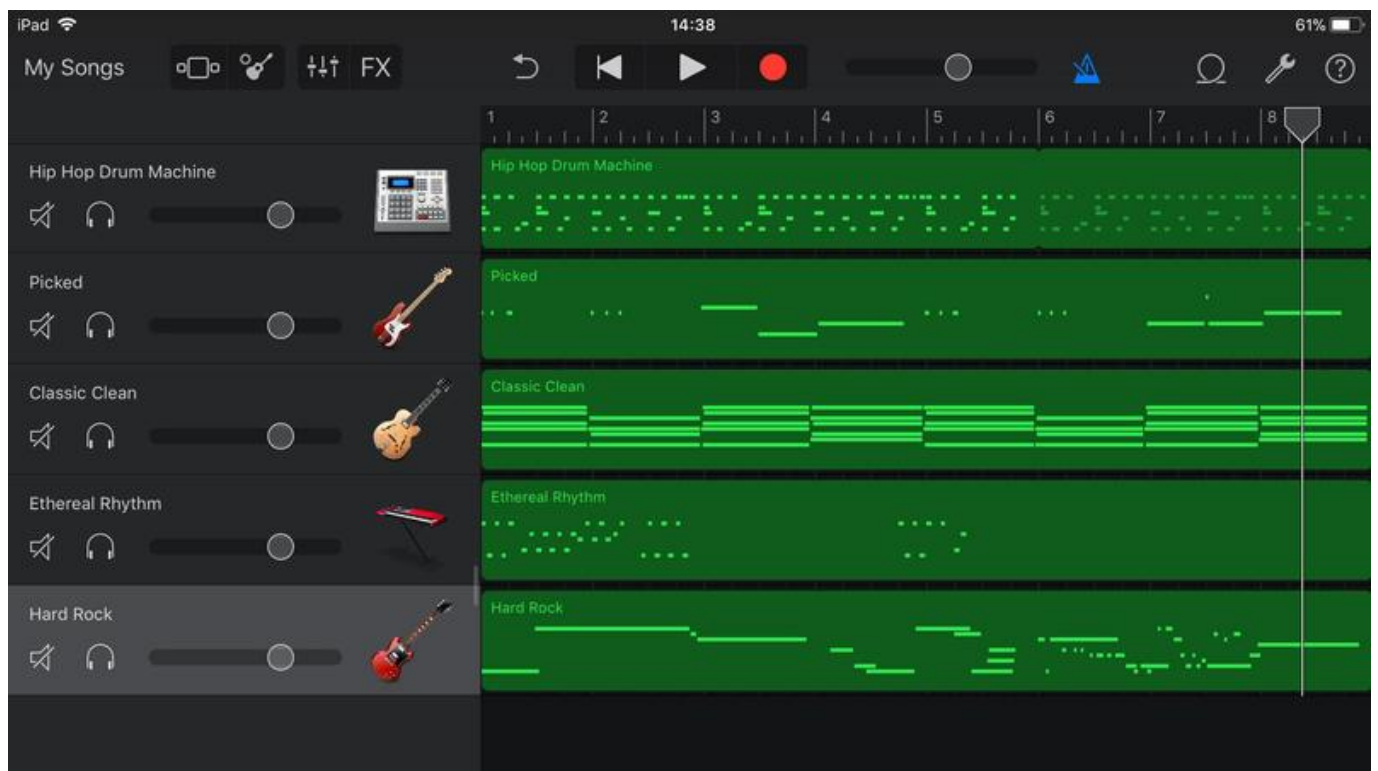 iPad 14:38 61%
My Songs FX
1 2 3 4 5 6 7 8
Hip Hop Drum Machine
Hip Hop Drum Machine
Picked
Picked
Classic Clean
Classic Clean
Ethereal Rhythm
Ethereal Rhythm
Hard Rock
Hard Rock